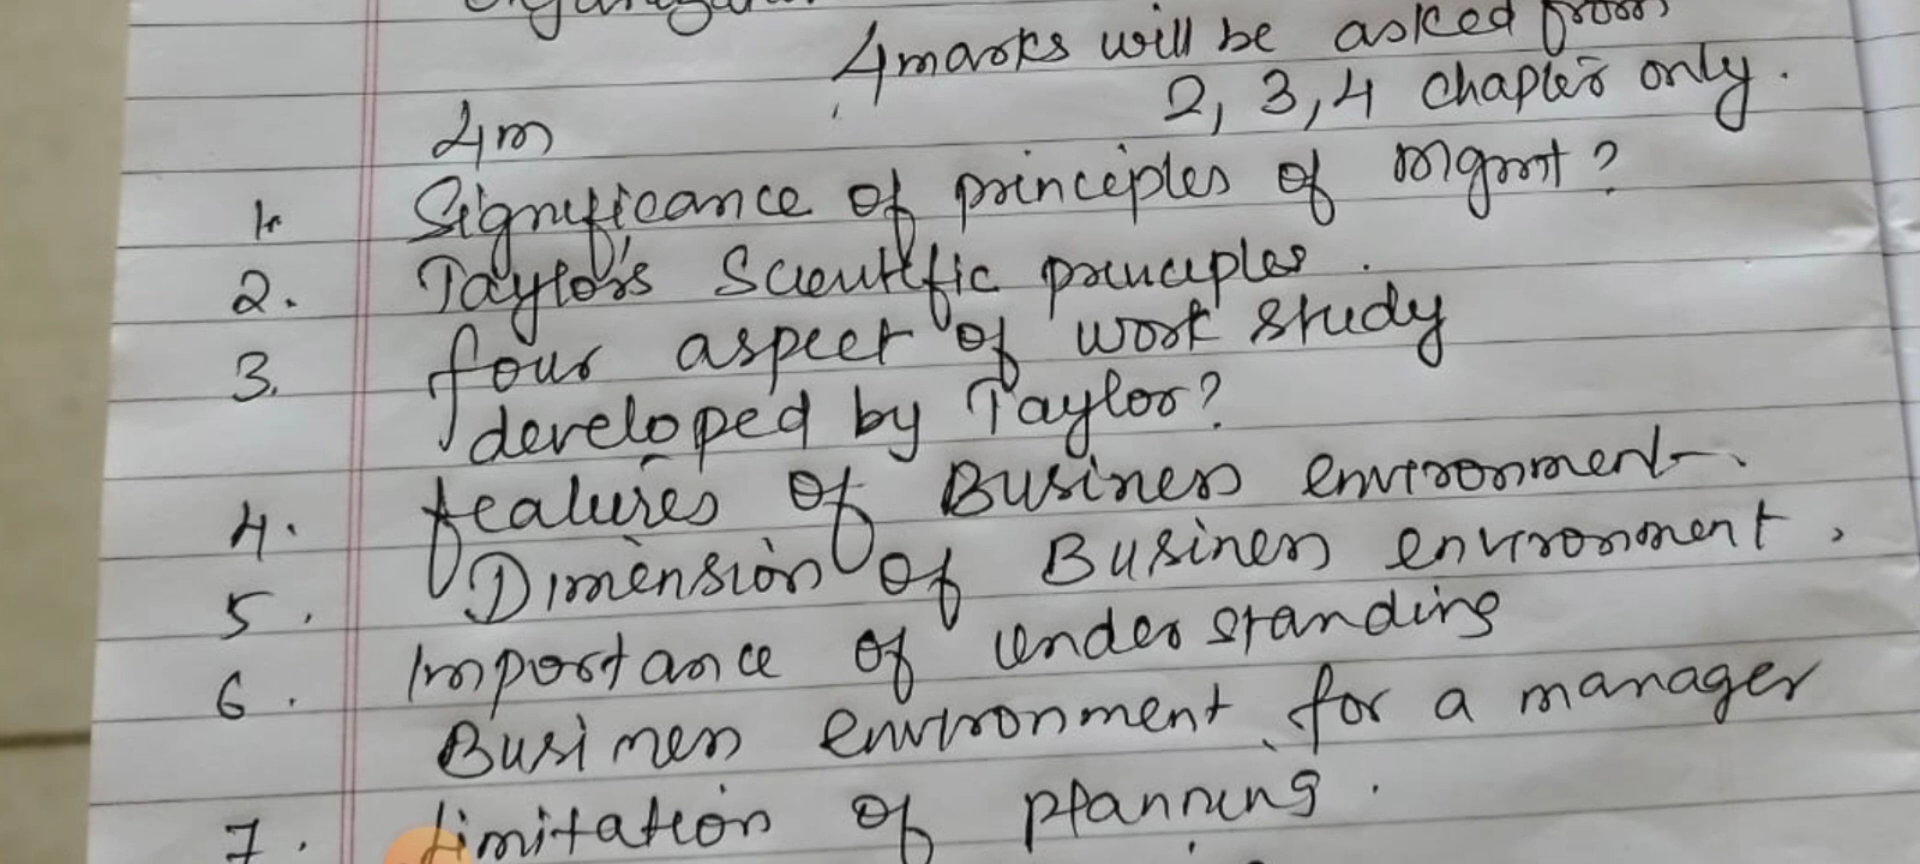 4marks will be asked from
2, 3, 4 chapter only.
4m
1. Significance of principles of mgmt?
2. Taylor's Scientific principles.
3. four aspect of work study
developed by Taylor?
4. features of Business environment.
5. Dimension of Business environment,
6. Importance of understanding
Business environment for a manager
7. limitation of planning.